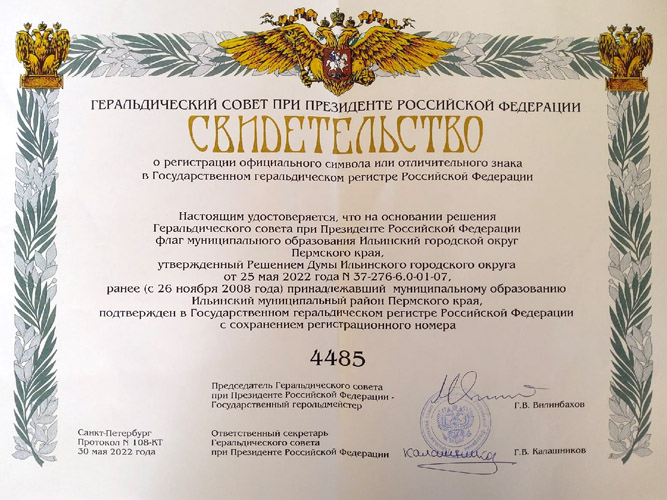 ГЕРАЛЬДИЧЕСКИЙ СОВЕТ ПРИ ПРЕЗИДЕНТЕ РОССИЙСКОЙ ФЕДЕРАЦИИ
СВИДЕТЕЛЬСТВО
о регистрации официального символа или отличительного знака
в Государственном геральдическом регистре Российской Федерации
Настоящим удостоверяется, что на основании решения
Геральдического совета при Президенте Российской Федерации
флаг муниципального образования Ильинский городской округ
Пермского края,
утвержденный Решением Думы Ильинского городского округа
от 25 мая 2022 года N 37-276-6.0-01-07,
ранее (с 26 ноября 2008 года) принадлежавший муниципальному образованию
Ильинский муниципальный район Пермского края,
подтвержден в Государственном геральдическом регистре Российской Федерации
с сохранением регистрационного номера
4485
Председатель Геральдического совета
при Президенте Российской Федерации -
Государственный герольдмейстер
Г.В. Вилинбахов
Санкт-Петербург
Протокол N 108-КТ
30 мая 2022 года
Ответственный секретарь
Геральдического совета
при Президенте Российской Федерации
Г.В. Калашников